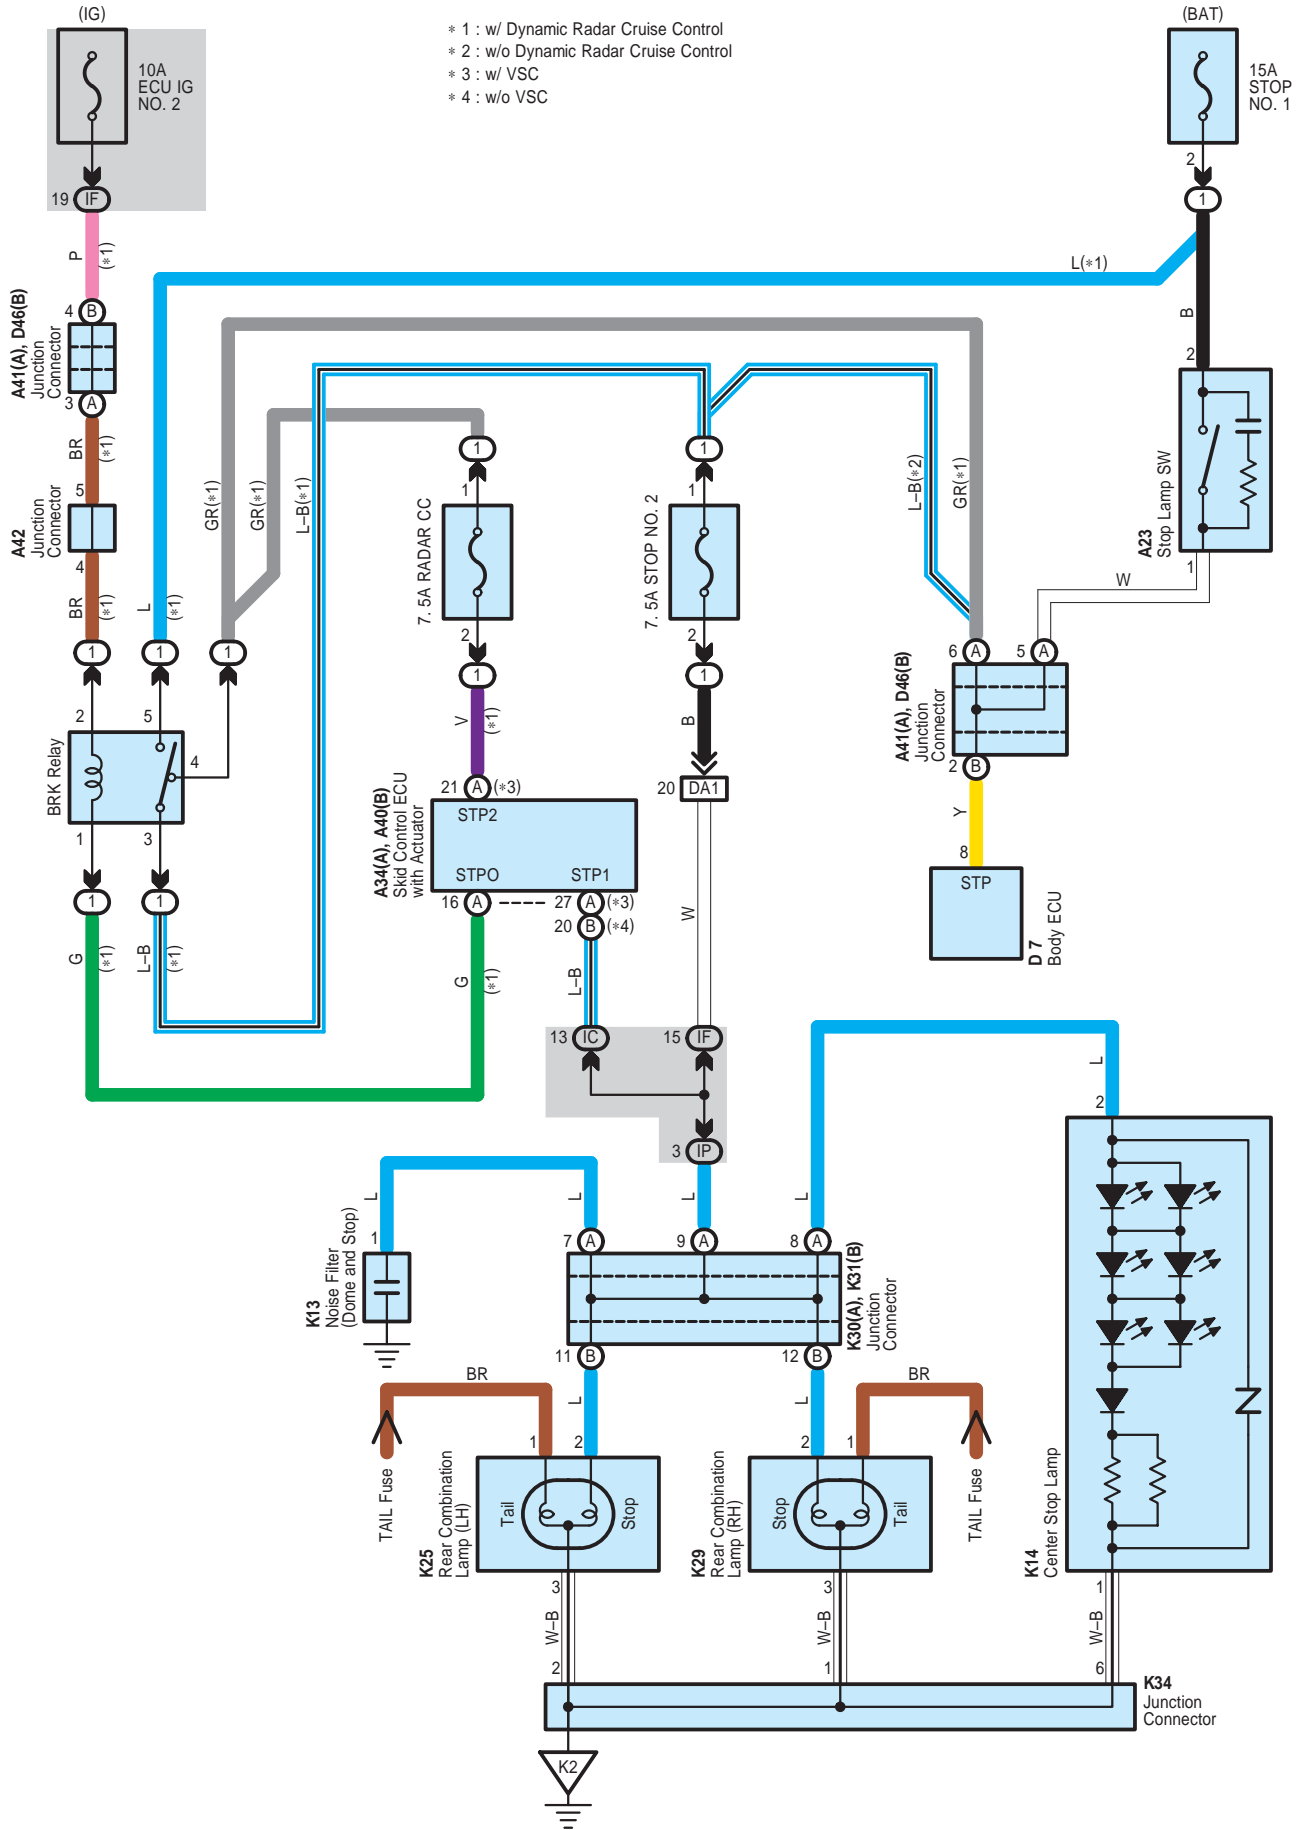 (IG)
10A
ECU IG
NO. 2
19 IF
P
(*1)
* 1 : w/ Dynamic Radar Cruise Control
* 2 : w/o Dynamic Radar Cruise Control
* 3 : w/ VSC
* 4 : w/o VSC
(BAT)
15A
STOP
NO. 1
2
1
L(*1)
B
2
A23
Stop Lamp SW
1
W
4 B
A41(A), D46(B)
Junction
Connector
3 A
BR
(*1)
5
A42
Junction
Connector
4
BR
(*1)
L
(*1)
GR(*1)
GR(*1)
L–B(*1)
1
1
7. 5A RADAR CC
2
1
V
(*1)
1
1
7. 5A STOP NO. 2
2
1
B
20 DA1
W
L–B(*2)
GR(*1)
6 A
5 A
A41(A), D46(B)
Junction
Connector
2 B
Y
8
STP
D 7
Body ECU
1
1
1
2
5
4
BRK Relay
1
3
1
1
G
(*1)
L–B
(*1)
21 A (*3)
STP2
A34(A), A40(B)
Skid Control ECU
with Actuator
STPO
STP1
16 A
27 A (*3)
20 B (*4)
G
(*1)
L–B
13 IC
15 IF
3 IP
L
L
L
L
L
2
1
K13
Noise Filter
(Dome and Stop)
7 A
9 A
8 A
K30(A), K31(B)
Junction
Connector
11 B
12 B
BR
L
L
BR
TAIL Fuse
1
2
Tail
Stop
K25
Rear Combination
Lamp (LH)
3
W–B
2
1
Stop
Tail
K29
Rear Combination
Lamp (RH)
3
W–B
TAIL Fuse
K14
Center Stop Lamp
1
W–B
2
1
6
K34
Junction
Connector
K2